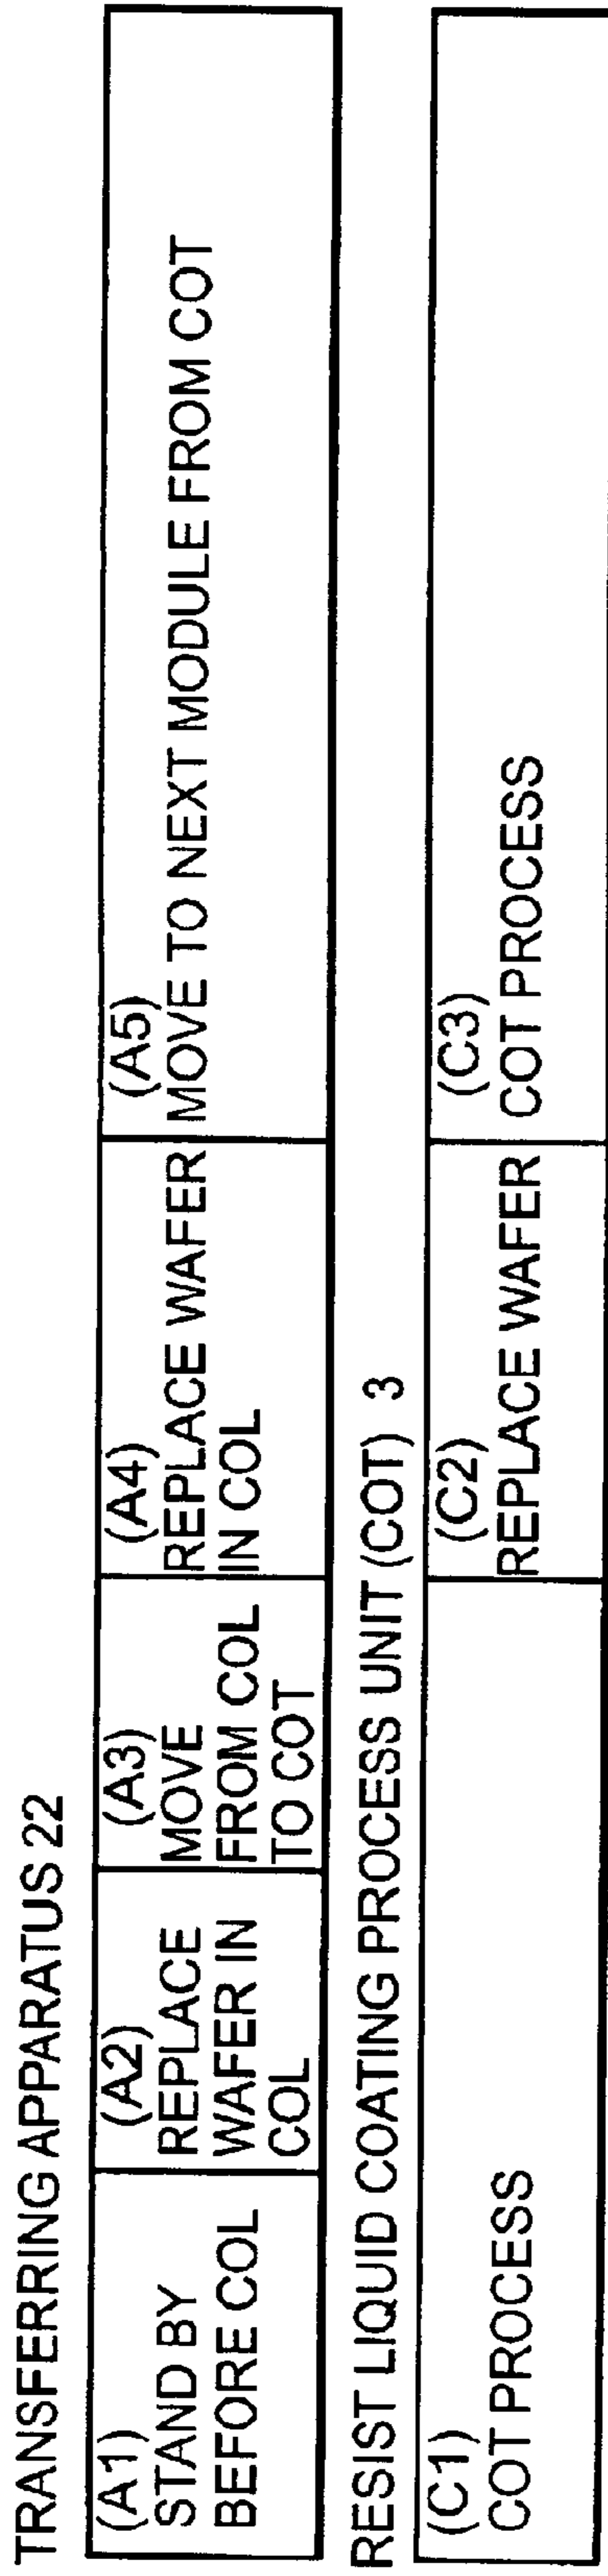 TRANSFERRING APPARATUS 22
(A1)
STAND BY
BEFORE COL
(A2)
REPLACE
WAFER IN
COL
(A3)
MOVE
FROM COL
TO COT
(A4)
REPLACE WAFER
IN COL
(A5)
MOVE TO NEXT MODULE FROM COT
RESIST LIQUID COATING PROCESS UNIT (COT) 3
(C1)
COT PROCESS
(C2)
REPLACE WAFER
(C3)
COT PROCESS